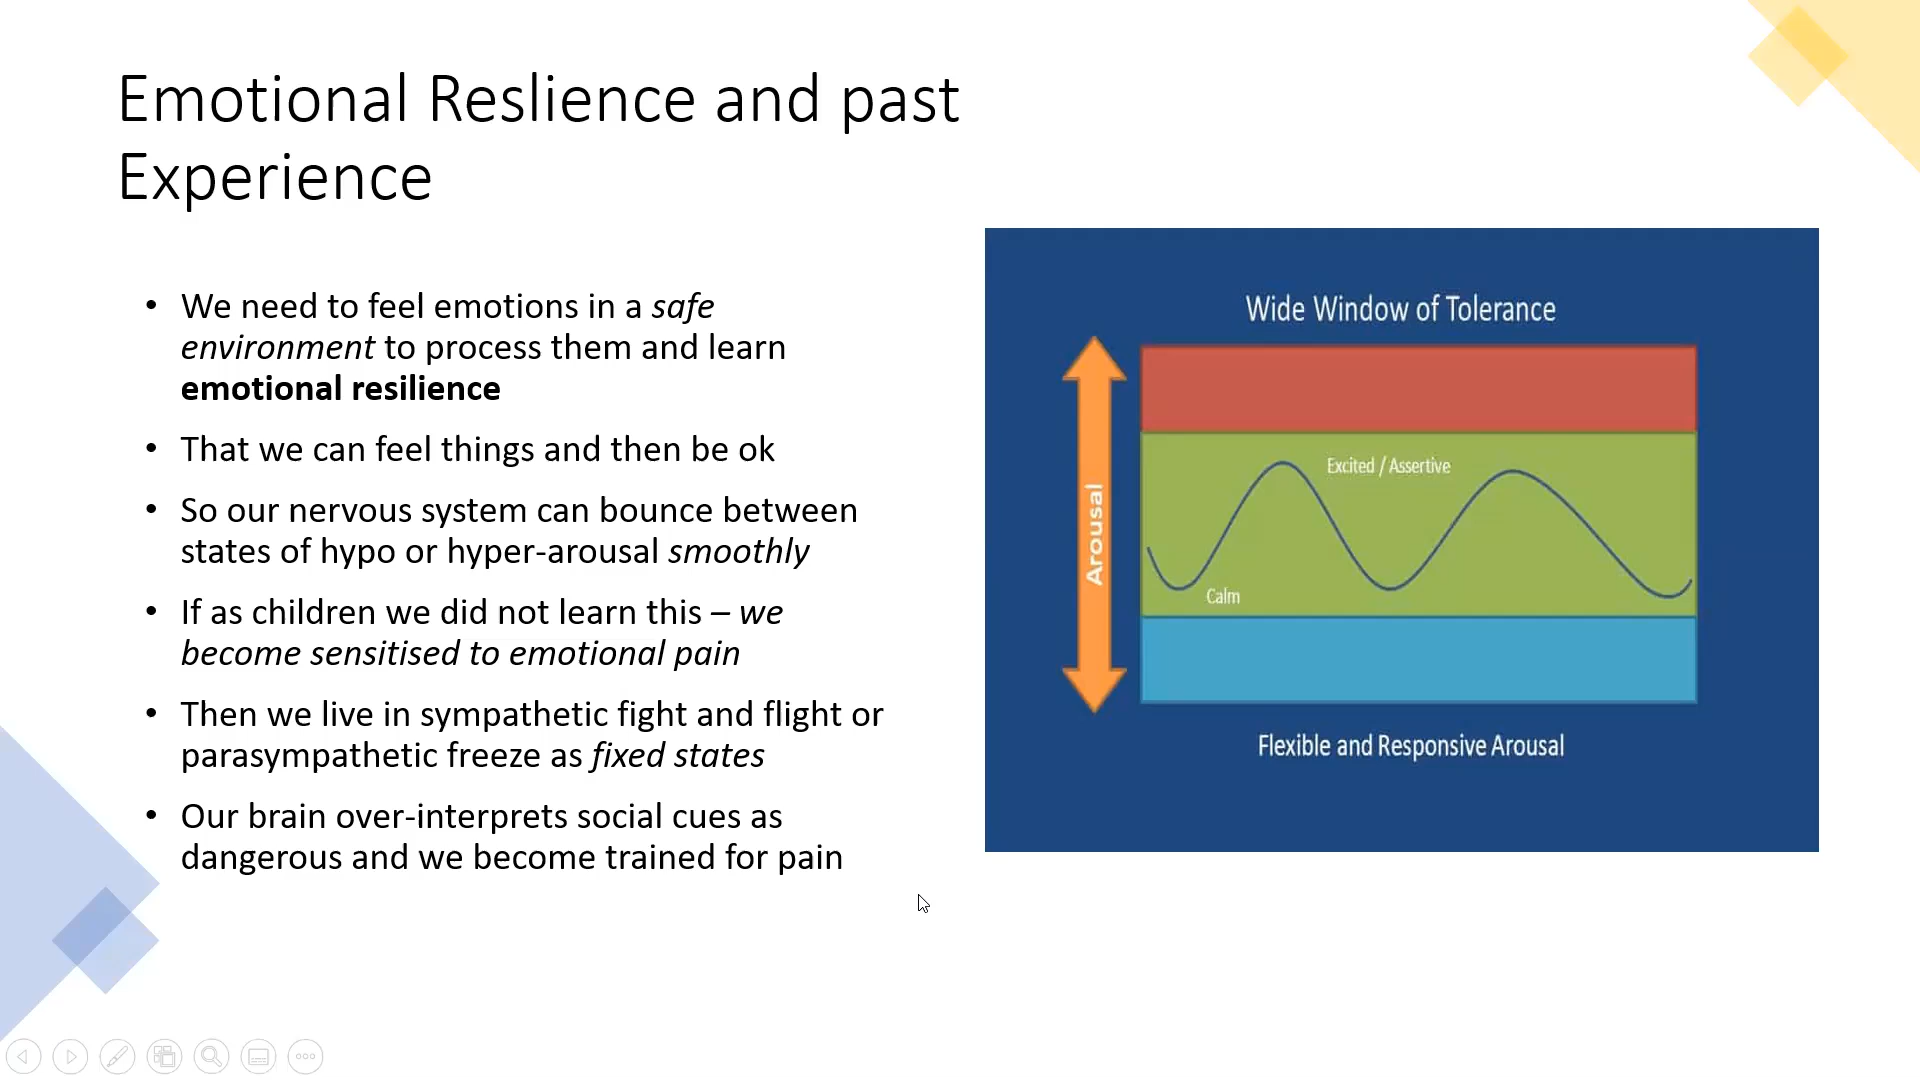 Emotional Reslience and past
Experience
• We need to feel emotions in a safe
environment to process them and learn
emotional resilience
• That we can feel things and then be ok
• So our nervous system can bounce between
states of hypo or hyper-arousal smoothly
• If as children we did not learn this – we
become sensitised to emotional pain
• Then we live in sympathetic fight and flight or
parasympathetic freeze as fixed states
• Our brain over-interprets social cues as
dangerous and we become trained for pain
Wide Window of Tolerance
Arousal
Excited / Assertive
Calm
Flexible and Responsive Arousal